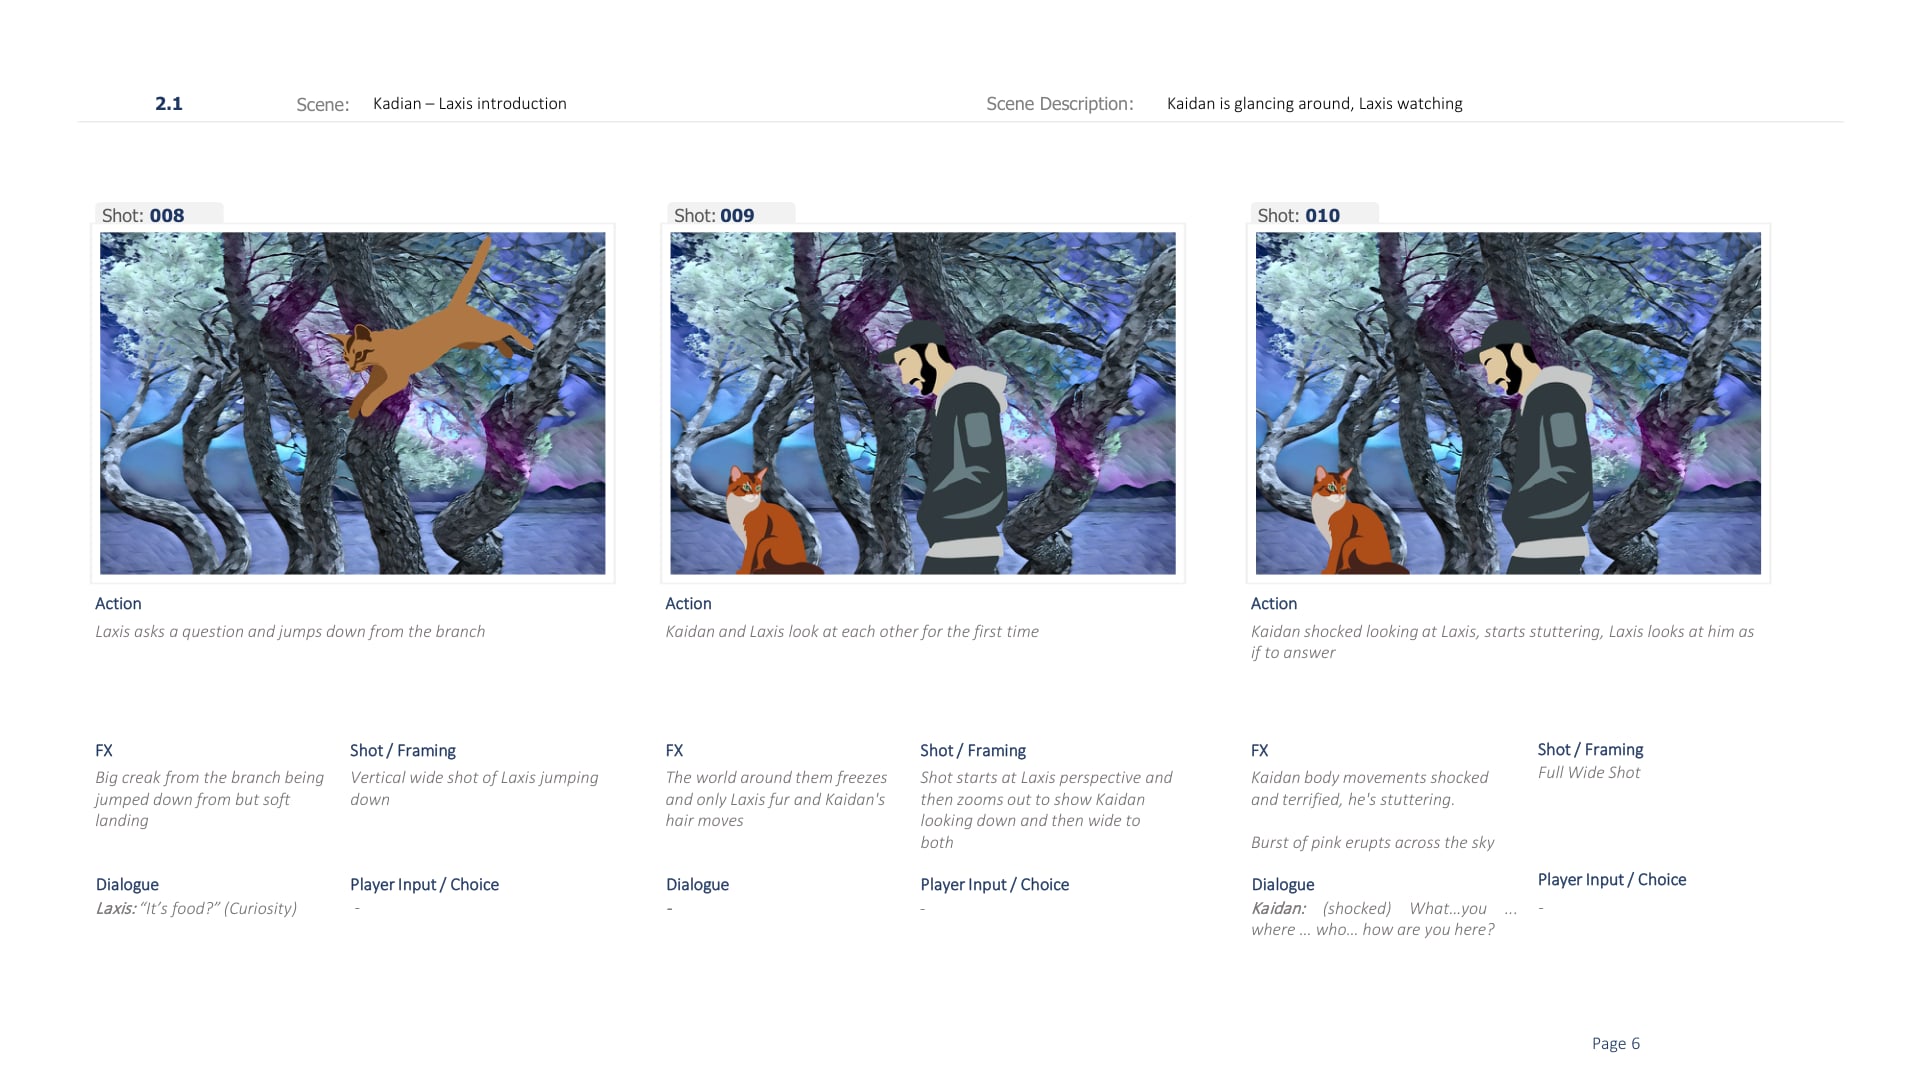 2.1 Scene: Kadian – Laxis introduction Scene Description: Kaidan is glancing around, Laxis watching
Shot: 008
Action
Laxis asks a question and jumps down from the branch
FX
Big creak from the branch being
jumped down from but soft
landing
Shot / Framing
Vertical wide shot of Laxis jumping
down
Dialogue
Laxis: “It’s food?” (Curiosity)
Player Input / Choice
-
Shot: 009
Action
Kaidan and Laxis look at each other for the first time
FX
The world around them freezes
and only Laxis fur and Kaidan's
hair moves
Shot / Framing
Shot starts at Laxis perspective and
then zooms out to show Kaidan
looking down and then wide to
both
Dialogue
-
Player Input / Choice
-
Shot: 010
Action
Kaidan shocked looking at Laxis, starts stuttering, Laxis looks at him as
if to answer
FX
Kaidan body movements shocked
and terrified, he's stuttering.
Burst of pink erupts across the sky
Shot / Framing
Full Wide Shot
Dialogue
Kaidan: (shocked) What…you …
where … who… how are you here?
Player Input / Choice
-
Page 6